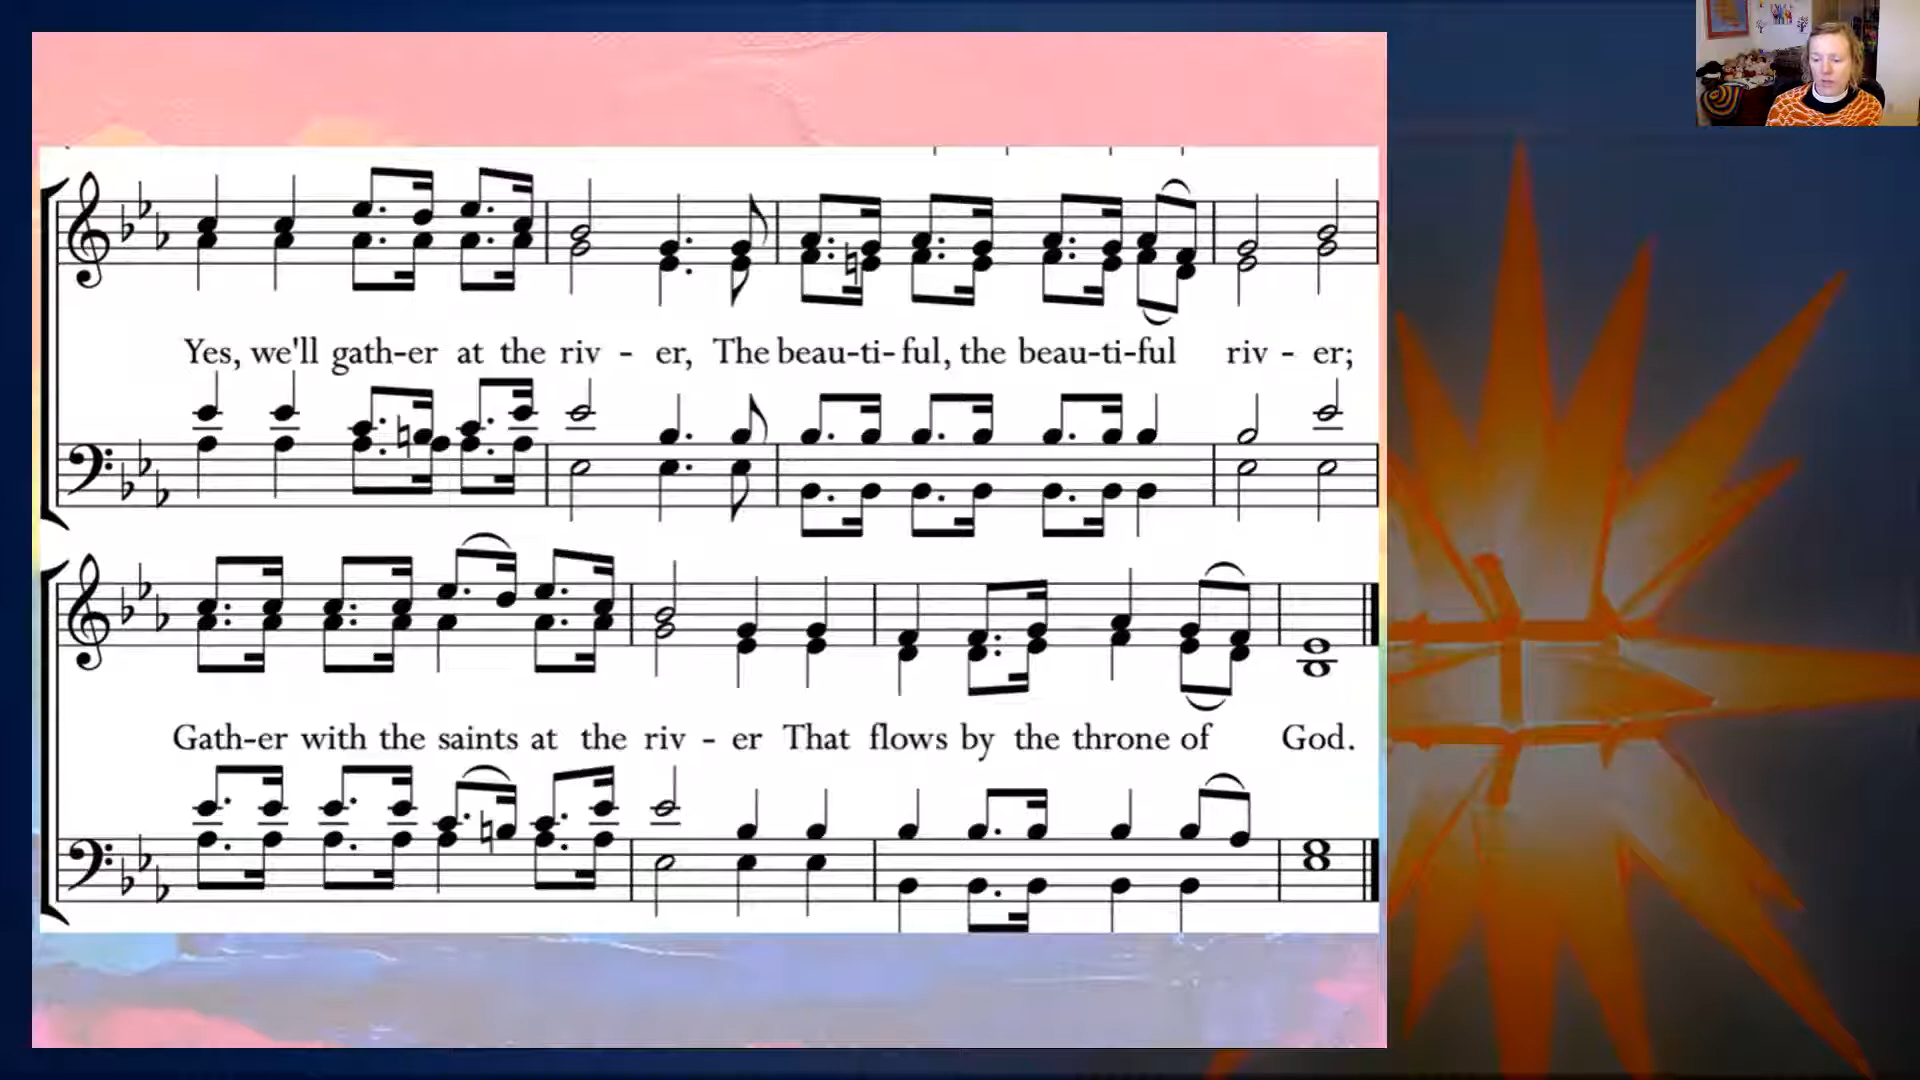 Yes, we'll gath-er at the riv - er, The beau-ti-ful, the beau-ti-ful riv - er;
Gath-er with the saints at the riv - er That flows by the throne of God.